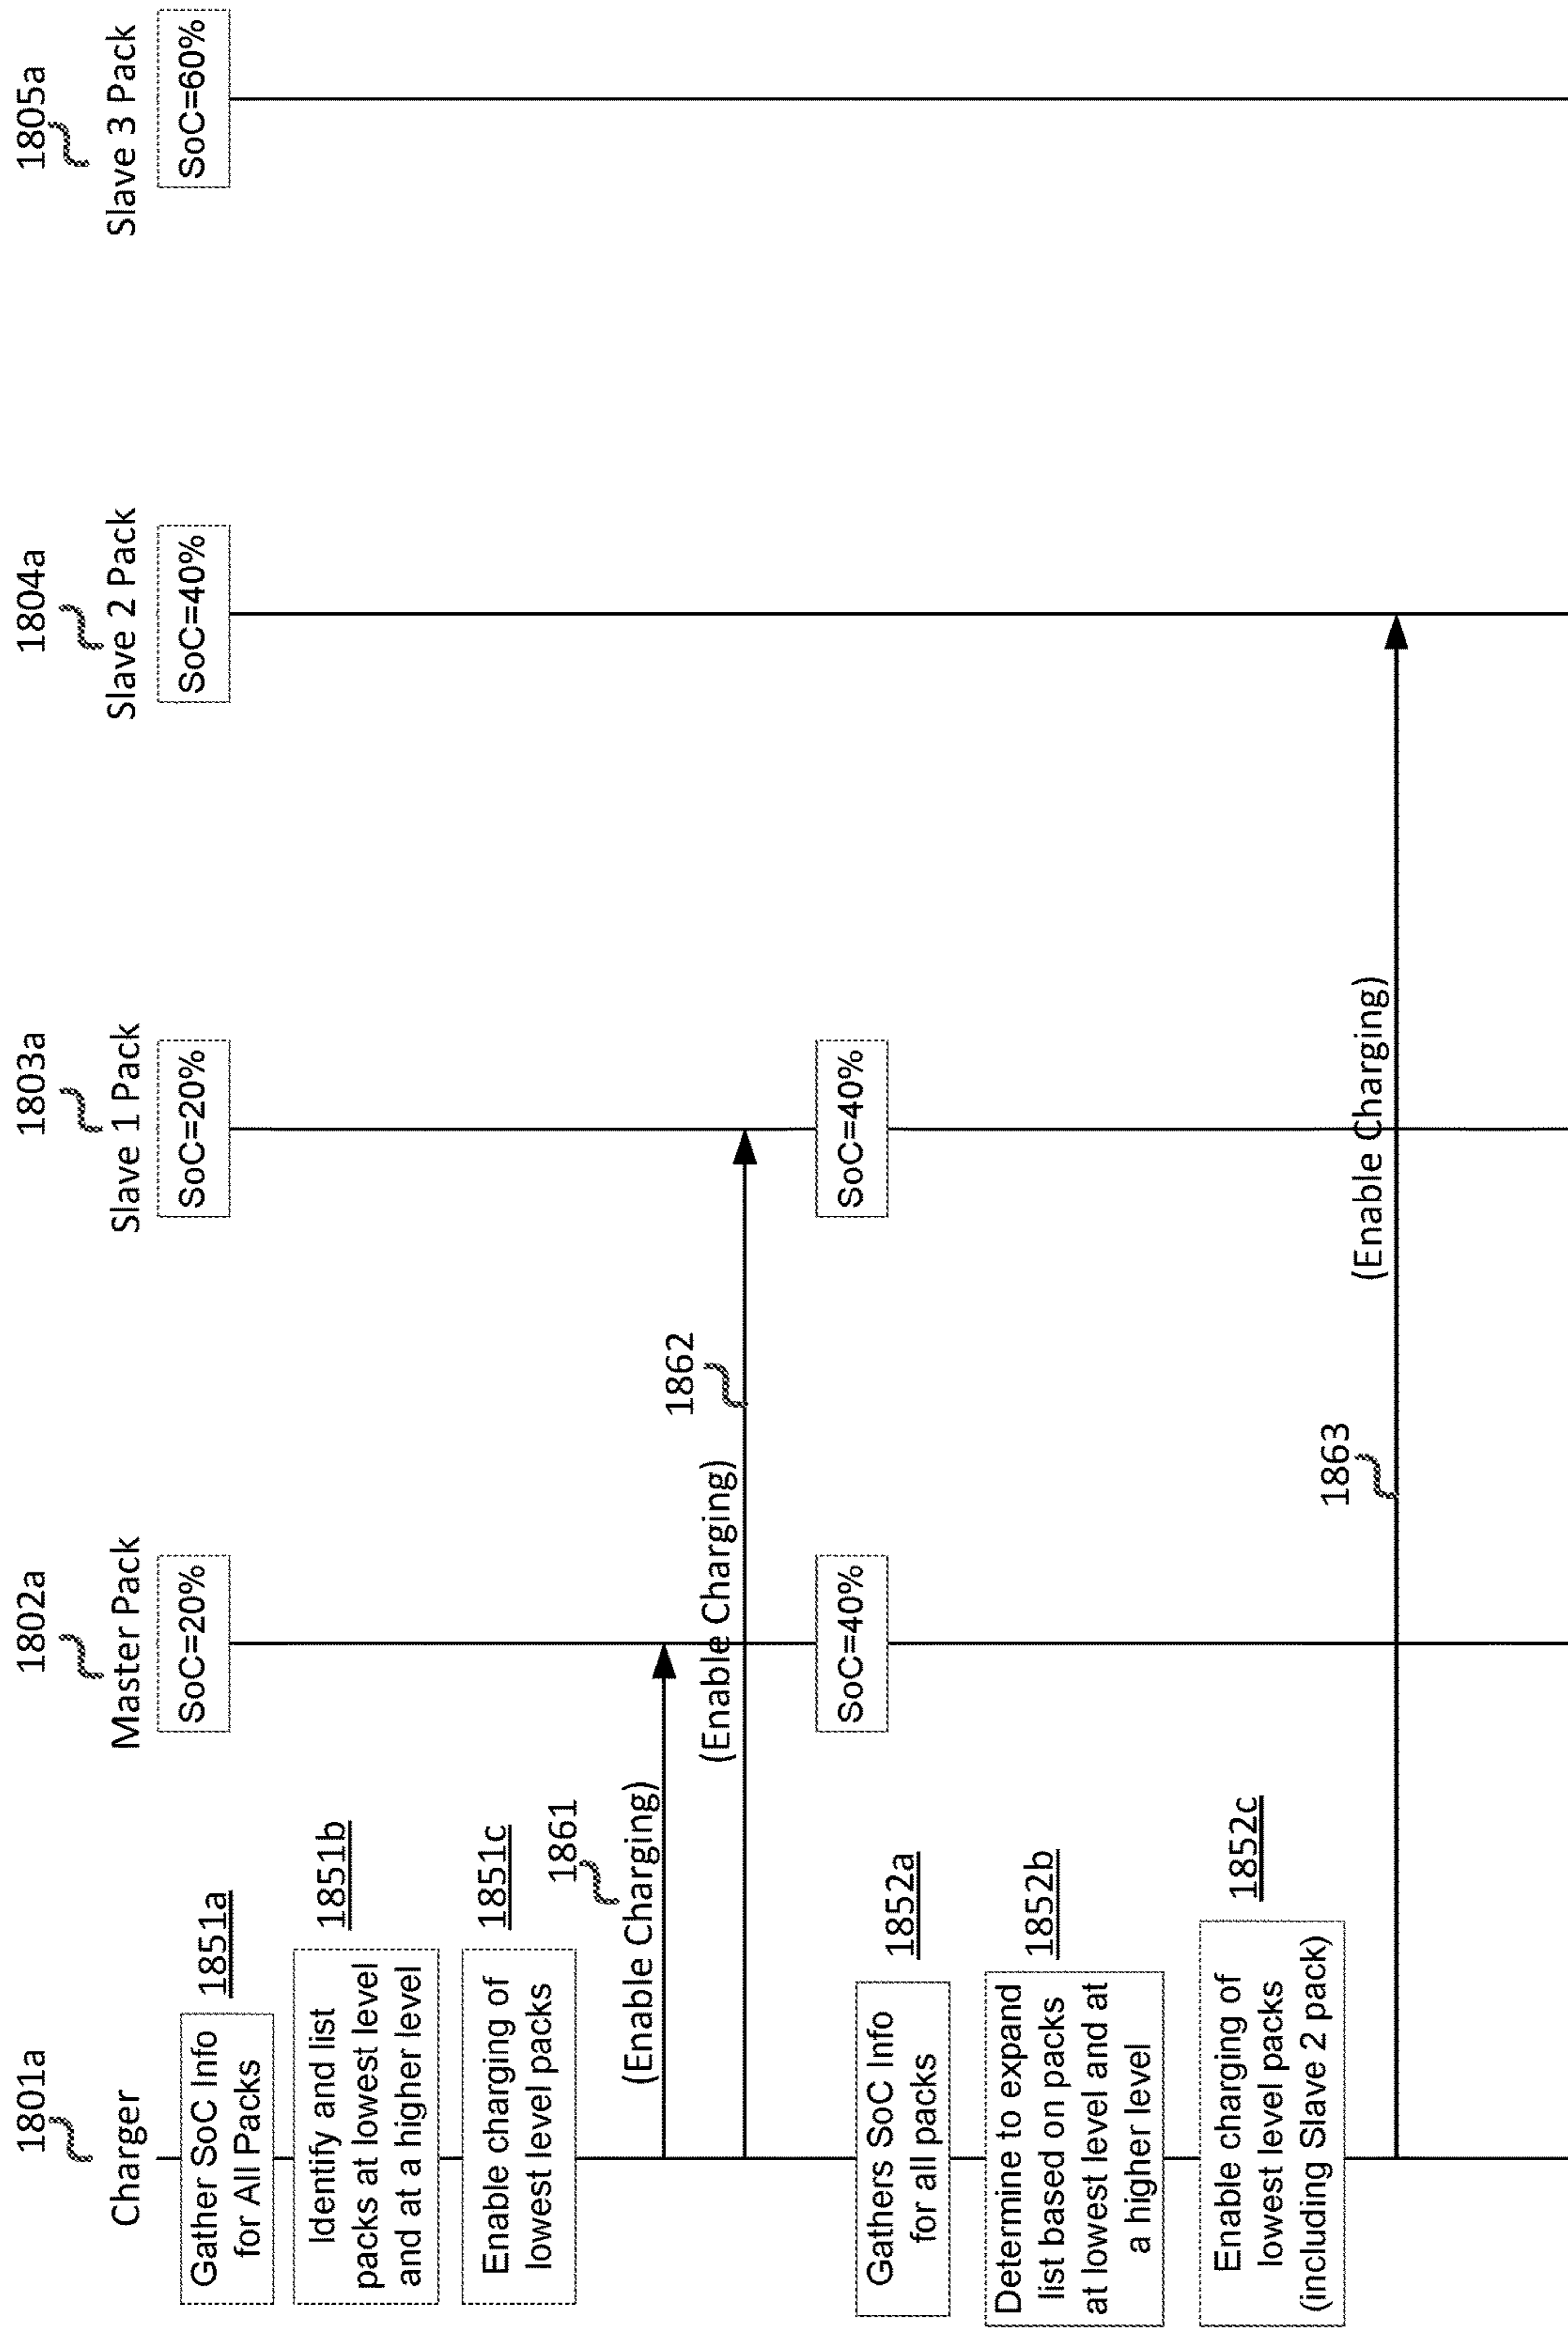 1801a
Charger
1802a
Master Pack
1803a
Slave 1 Pack
1804a
Slave 2 Pack
1805a
Slave 3 Pack
SoC=20%
SoC=20%
SoC=40%
SoC=60%
Gather SoC Info
for All Packs
1851a
Identify and list
packs at lowest level
and at a higher level
1851b
Enable charging of
lowest level packs
1851c
1861
(Enable Charging)
1862
(Enable Charging)
SoC=40%
SoC=40%
Gathers SoC Info
for all packs
1852a
Determine to expand
list based on packs
at lowest level and at
a higher level
1852b
Enable charging of
lowest level packs
(including Slave 2 pack)
1852c
1863
(Enable Charging)